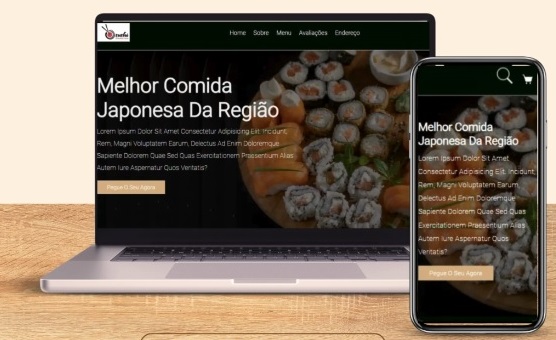 sushi
Home Sobre Menu Avaliações Endereço
Melhor Comida
Japonesa Da Região
Lorem Ipsum Dolor Sit Amet Consectetur Adipisicing Elit. Incidunt,
Rem, Magni Voluptatem Earum, Delectus Ad Enim Doloremque
Sapiente Dolorem Quae Sed Quas Exercitationem Praesentium Alias
Autem Iure Aspernatur Quos Veritatis?
Pegue O Seu Agora
Melhor Comida
Japonesa Da Região
Lorem Ipsum Dolor Sit Amet
Consectetur Adipisicing Elit. Incidunt,
Rem, Magni Voluptatem Earum,
Delectus Ad Enim Doloremque
Sapiente Dolorem Quae Sed Quas
Exercitationem Praesentium Alias
Autem Iure Aspernatur Quos
Veritatis?
Pegue O Seu Agora